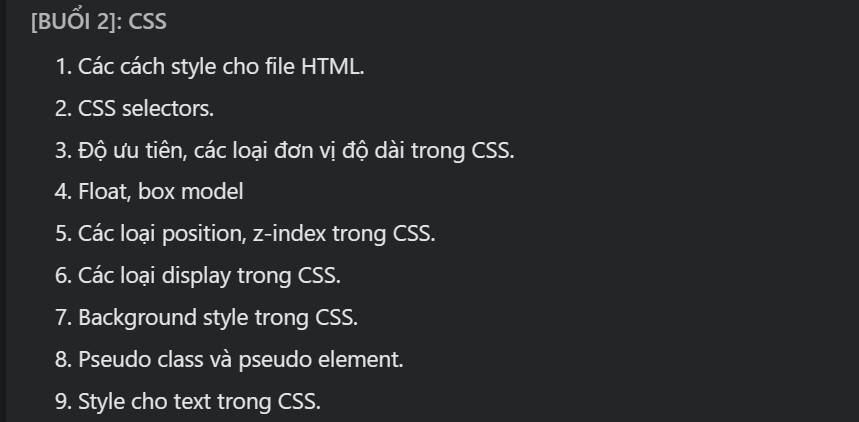 [BUỔI 2]: CSS
1. Các cách style cho file HTML.
2. CSS selectors.
3. Độ ưu tiên, các loại đơn vị độ dài trong CSS.
4. Float, box model
5. Các loại position, z-index trong CSS.
6. Các loại display trong CSS.
7. Background style trong CSS.
8. Pseudo class và pseudo element.
9. Style cho text trong CSS.